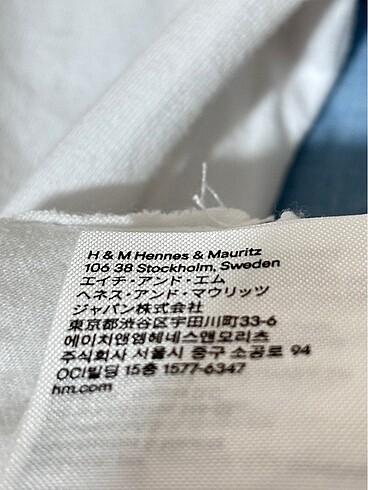 H & M Hennes & Mauritz
106 38 Stockholm, Sweden
エイチ・アンド・エム
ヘネス・アンド・マウリッツ
ジャパン株式会社
東京都渋谷区宇田川町33-6
에이치앤엠헤네스앤모리츠
주식회사 서울시 중구 소공로 94
OCI빌딩 15층 1577-6347
hm.com